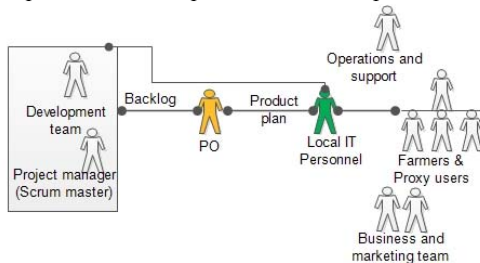 Operations and
support
Development
team
Backlog
Product
plan
PO
Local IT
Personnel
Project manager
(Scrum master)
Farmers &
Proxy users
Business and
marketing team